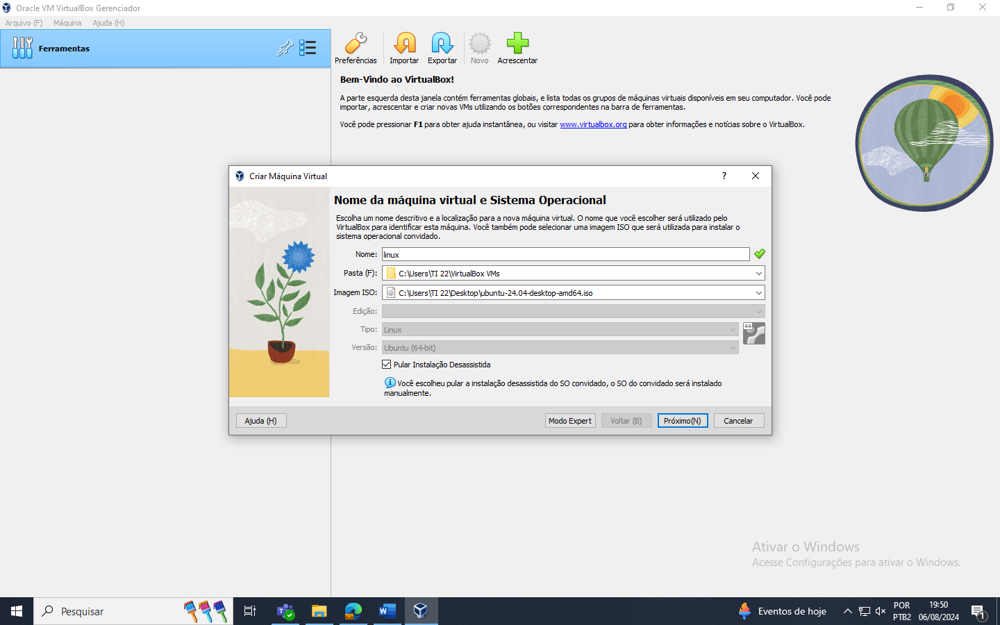 Oracle VM VirtualBox Gerenciador
Arquivo (F) Máquina Ajuda (H)
Ferramentas
Preferências Importar Exportar Novo Acrescentar
Bem-Vindo ao VirtualBox!
A parte esquerda desta janela contém ferramentas globais, e lista todas os grupos de máquinas virtuais disponíveis em seu computador. Você pode
importar, acrescentar e criar novas VMs utilizando os botões correspondentes na barra de ferramentas.
Você pode pressionar F1 para obter ajuda instantânea, ou visitar www.virtualbox.org para obter informações e notícias sobre o VirtualBox.
Criar Máquina Virtual ?
Nome da máquina virtual e Sistema Operacional
Escolha um nome descritivo e a localização para a nova máquina virtual. O nome que você escolher será utilizado pelo
VirtualBox para identificar esta máquina. Você também pode selecionar uma imagem ISO que será utilizada para instalar o
sistema operacional convidado.
Nome: linux
Pasta (F): C:\Users\TI 22\VirtualBox VMs
Imagem ISO: C:\Users\TI 22\Desktop\ubuntu-24.04-desktop-amd64.iso
Edição:
Tipo: Linux 64
Versão: Ubuntu (64-bit)
Pular Instalação Desassistida
Você escolheu pular a instalação desassistida do SO convidado, o SO do convidado será instalado
manualmente.
Ajuda (H) Modo Expert Voltar (B) Próximo(N) Cancelar
Ativar o Windows
Acesse Configurações para ativar o Windows.
Pesquisar
Eventos de hoje
POR
PTB2
19:50
06/08/2024
1